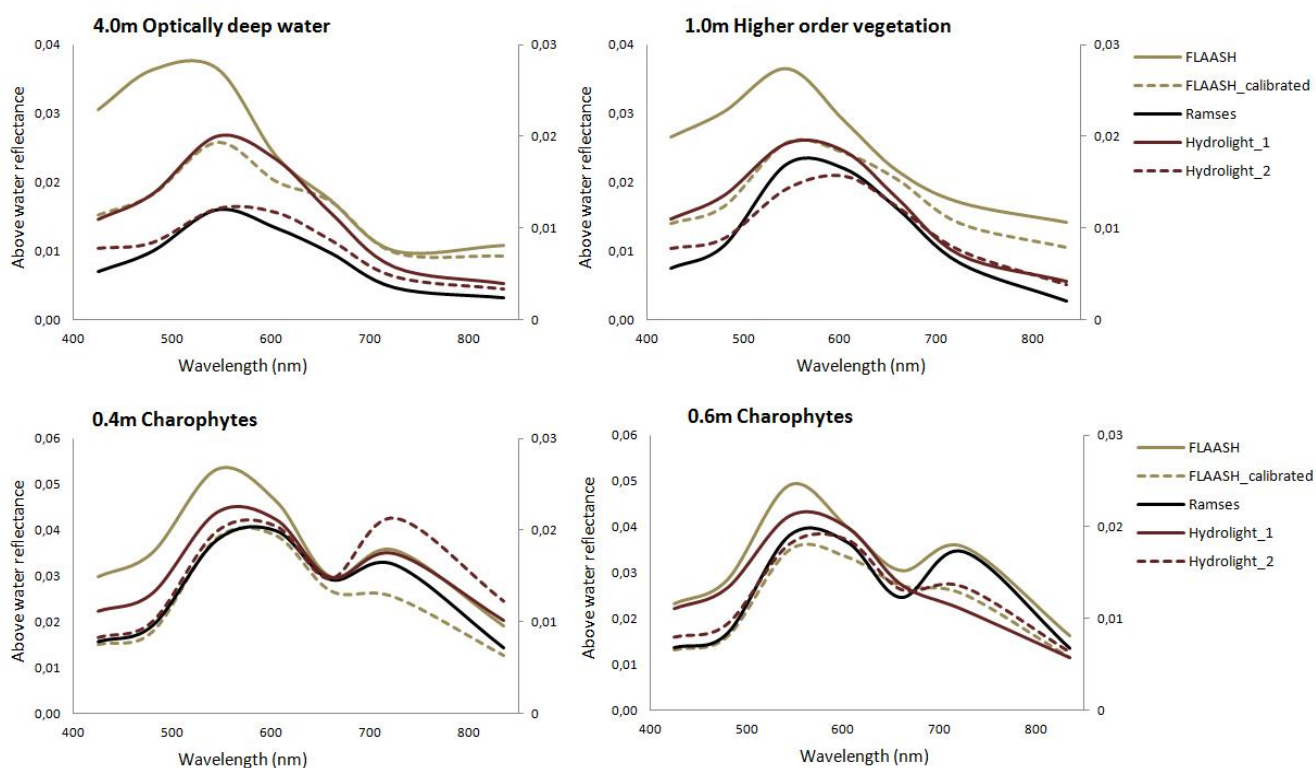 4.0m Optically deep water
Above water reflectance
0,04
0,03
0,02
0,01
0,00
0,03
0,02
0,01
0
400 500 600 700 800
Wavelength (nm)
1.0m Higher order vegetation
Above water reflectance
0,04
0,03
0,02
0,01
0,00
0,03
0,02
0,01
0
400 500 600 700 800
Wavelength (nm)
FLAASH
FLAASH_calibrated
Ramses
Hydrolight_1
Hydrolight_2
0.4m Charophytes
Above water reflectance
0,06
0,05
0,04
0,03
0,02
0,01
0,00
0,03
0,02
0,01
0
400 500 600 700 800
Wavelength (nm)
0.6m Charophytes
Above water reflectance
0,06
0,05
0,04
0,03
0,02
0,01
0,00
0,03
0,02
0,01
0
400 500 600 700 800
Wavelength (nm)
FLAASH
FLAASH_calibrated
Ramses
Hydrolight_1
Hydrolight_2